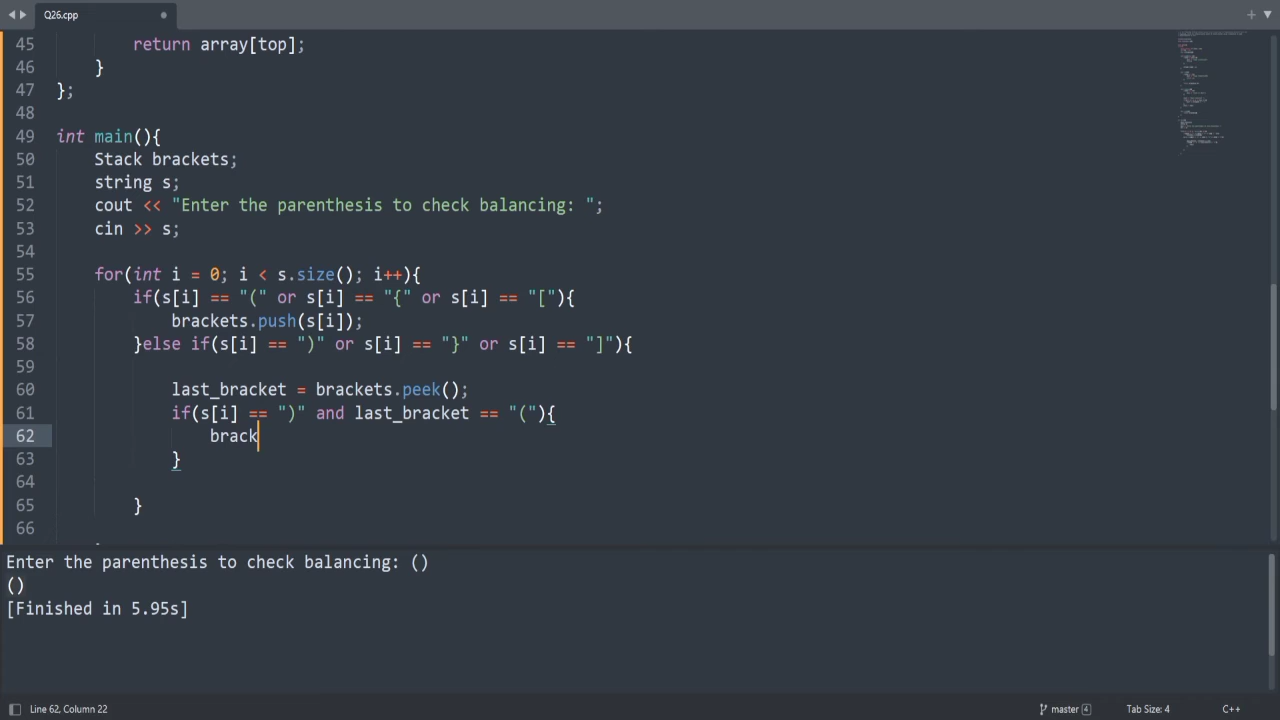 Q26.cpp
45 return array[top];
46 }
47 };
48
49 int main(){
50 Stack brackets;
51 string s;
52 cout << "Enter the parenthesis to check balancing: ";
53 cin >> s;
54
55 for(int i = 0; i < s.size(); i++){
56 if(s[i] == "(" or s[i] == "{" or s[i] == "["){
57 brackets.push(s[i]);
58 }else if(s[i] == ")" or s[i] == "}" or s[i] == "]"){
59
60 last_bracket = brackets.peek();
61 if(s[i] == ")" and last_bracket == "("){
62 brack
63 }
64
65 }
66
Enter the parenthesis to check balancing: ()
()
[Finished in 5.95s]
Line 62, Column 22 master 4 Tab Size: 4 C++